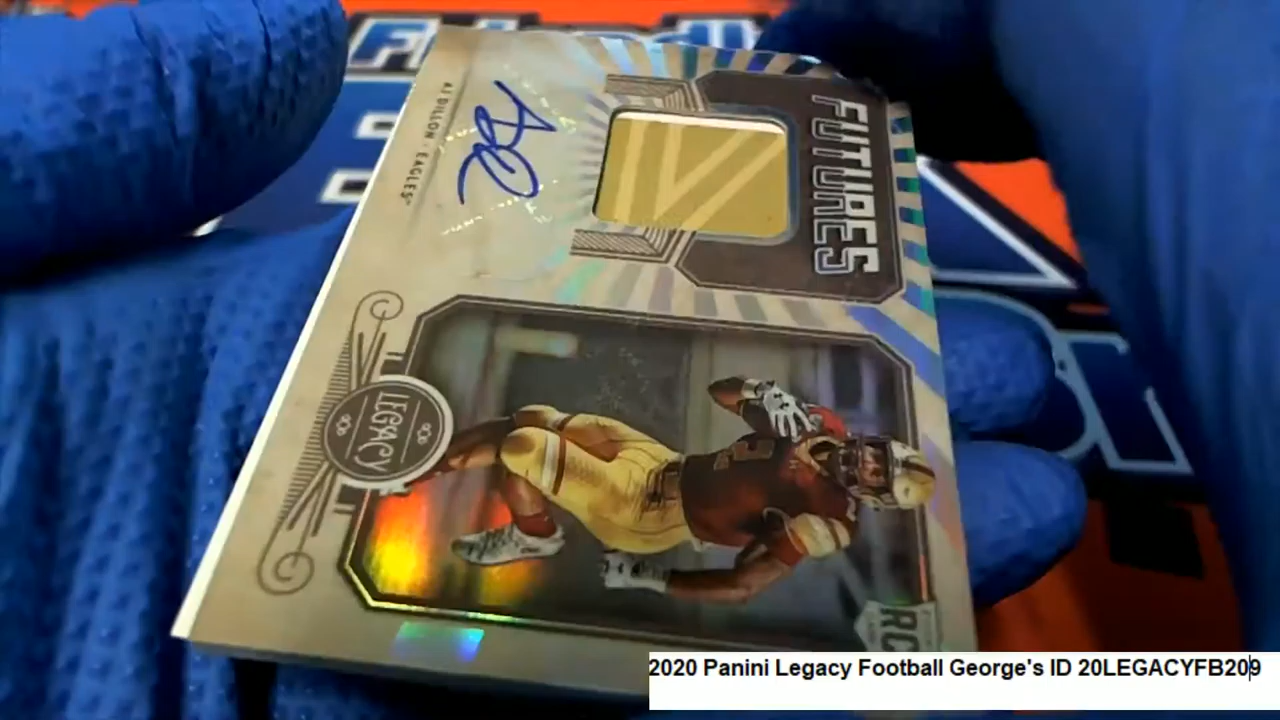 FUTURES
AJ DILLON • EAGLES
LEGACY
RC
2020 Panini Legacy Football George's ID 20LEGACYFB209